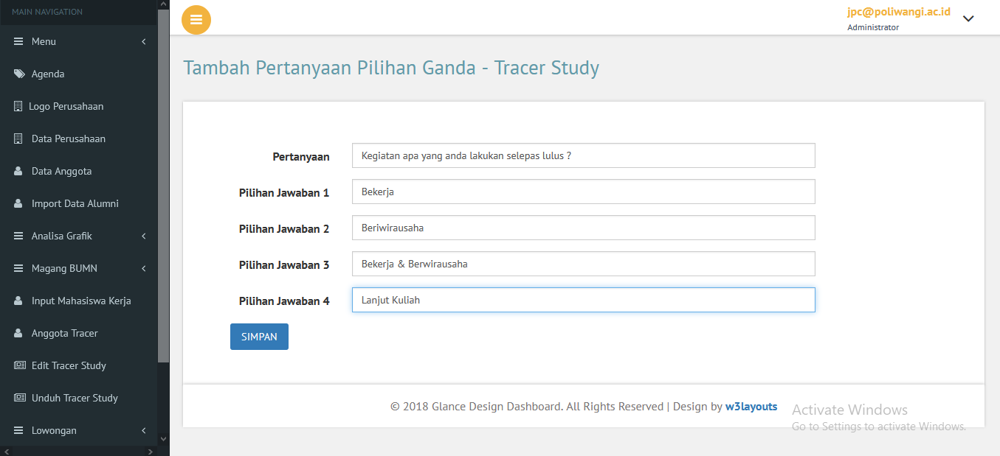 MAIN NAVIGATION
Menu
Agenda
Logo Perusahaan
Data Perusahaan
Data Anggota
Import Data Alumni
Analisa Grafik
Magang BUMN
Input Mahasiswa Kerja
Anggota Tracer
Edit Tracer Study
Unduh Tracer Study
Lowongan
jpc@poliwangi.ac.id
Administrator
Tambah Pertanyaan Pilihan Ganda - Tracer Study
Pertanyaan Kegiatan apa yang anda lakukan selepas lulus ?
Pilihan Jawaban 1 Bekerja
Pilihan Jawaban 2 Beriwirausaha
Pilihan Jawaban 3 Bekerja & Berwirausaha
Pilihan Jawaban 4 Lanjut Kuliah
SIMPAN
© 2018 Glance Design Dashboard. All Rights Reserved | Design by w3layouts
Activate Windows
Go to Settings to activate Windows.